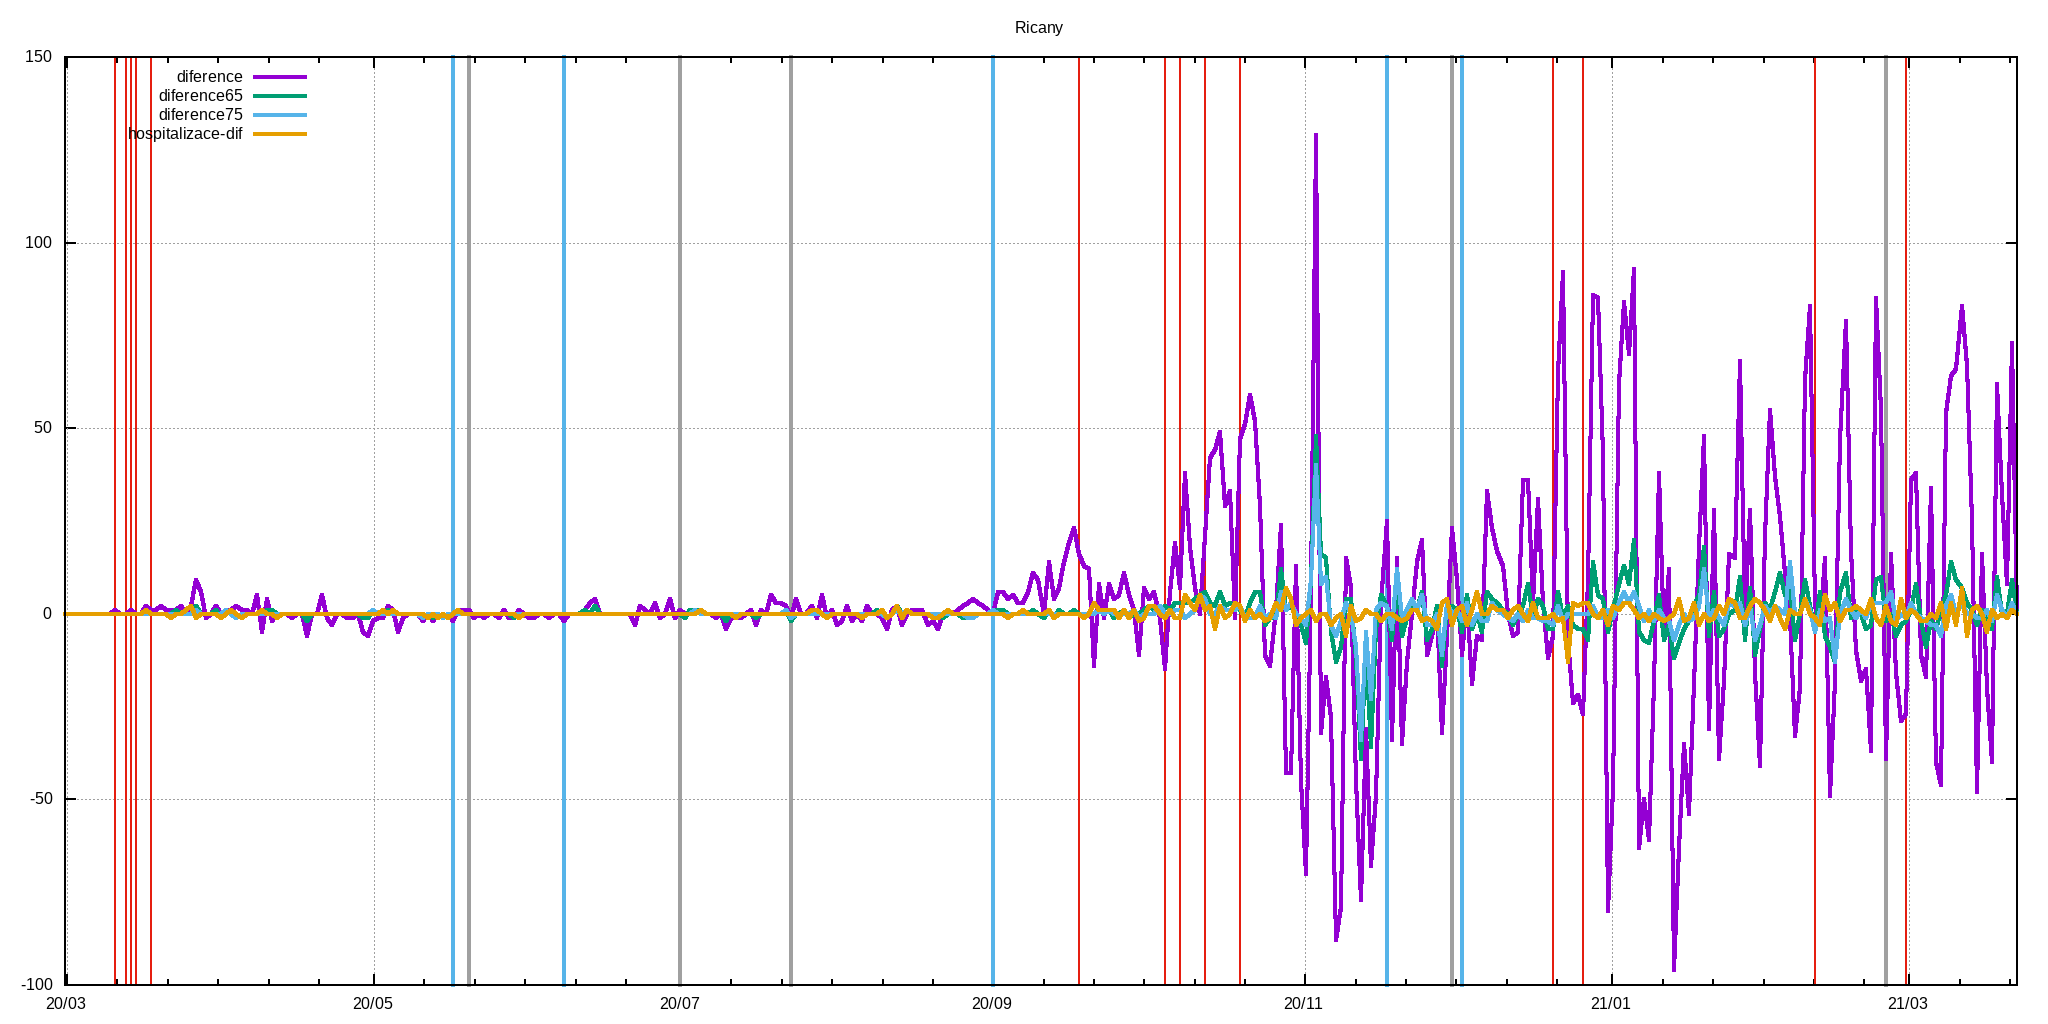 Ricany
150
diference
diference65
diference75
hospitalizace-dif
100
50
0
-50
-100
20/03 20/05 20/07 20/09 20/11 21/01 21/03